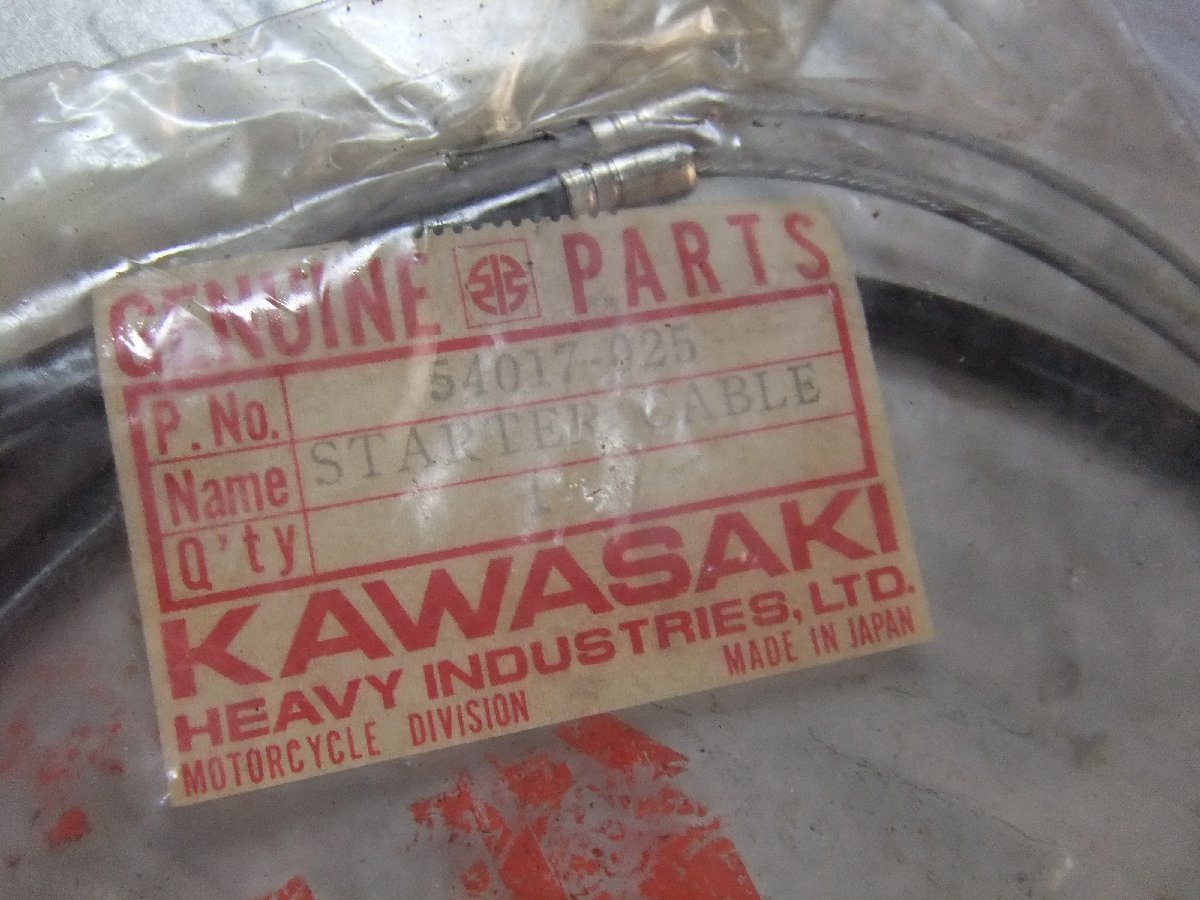 GENUINE PARTS
P. No. 54017-025
Name STARTER CABLE
Q'ty 1
KAWASAKI
HEAVY INDUSTRIES, LTD.
MOTORCYCLE DIVISION MADE IN JAPAN